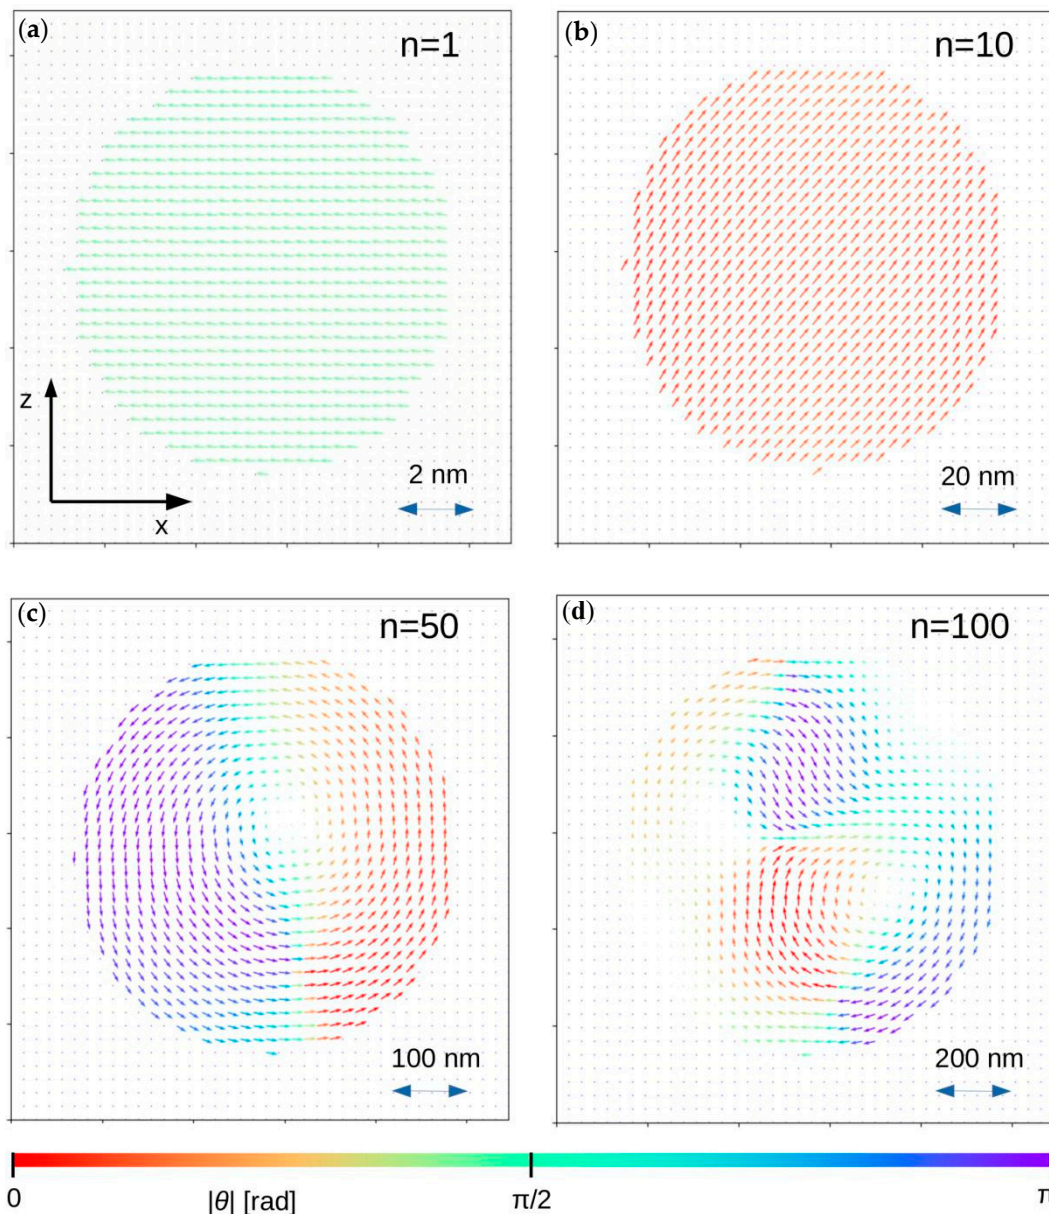 (a)
n=1
z
x
2 nm
(b)
n=10
20 nm
(c)
n=50
100 nm
(d)
n=100
200 nm
0
|θ| [rad]
π/2
π